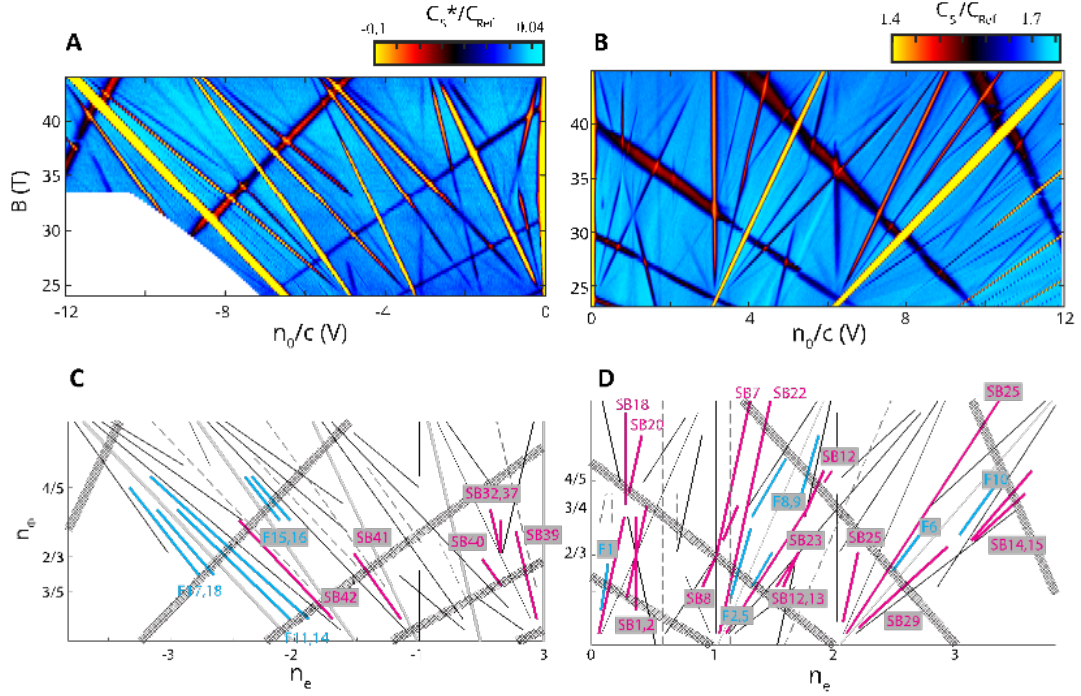 C_S*/C_Ref
-0.1 0.04
A
B (T)
40
35
30
25
-12 -8 -4 0
n_0/c (V)
C_S/C_Ref
1.4 1.7
B
40
35
30
25
0 4 8 12
n_0/c (V)
C
n_Φ
4/5
2/3
3/5
SB32,37
F15,16
SB41
SB40
SB39
F17,18
SB42
F11,14
-3 -2 -1 3
n_e
D
SB7 SB22
SB25
SB18
SB20
4/5
3/4
2/3
SB12
F8,9
F10
F1
SB23
SB25
F6
SB14,15
SB8
SB12,13
SB1,2
F2,5
SB29
0 1 2 3
n_e